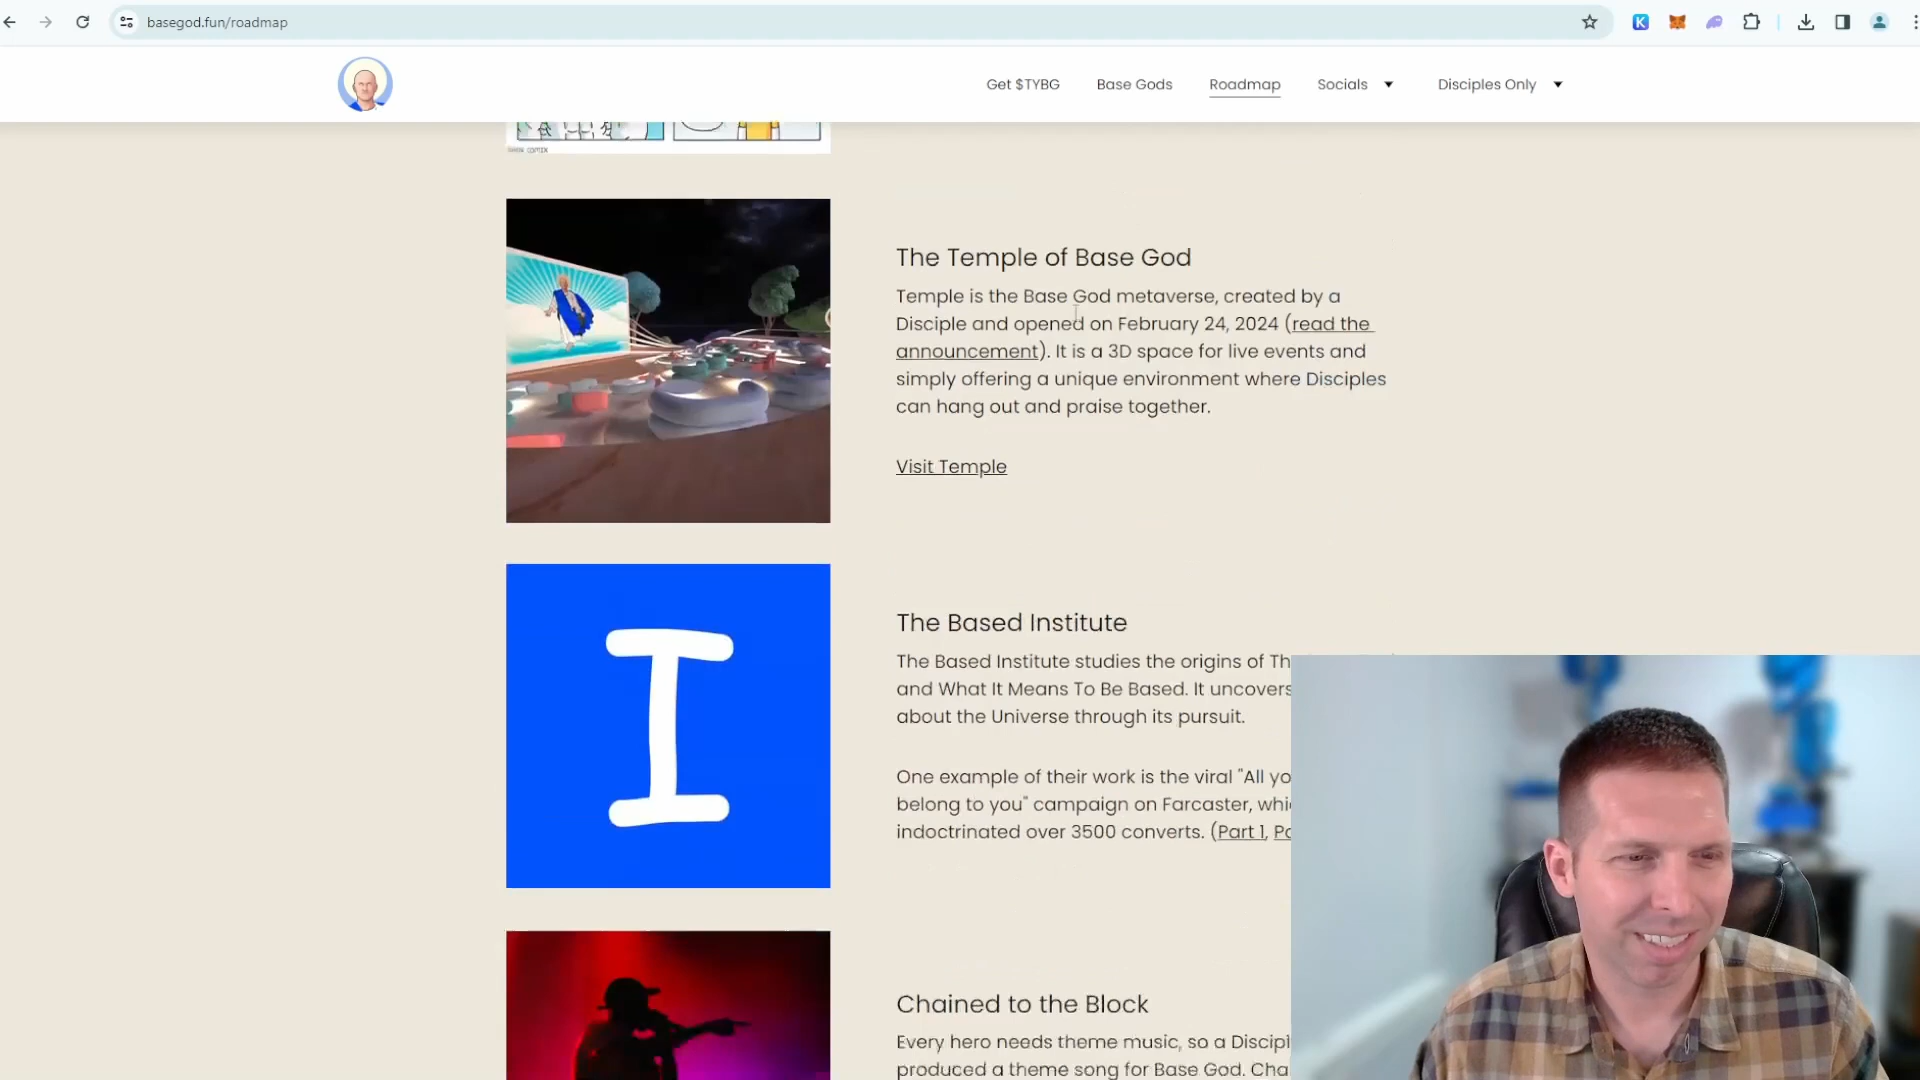 basegod.fun/roadmap
Get $TYBG
Base Gods
Roadmap
Socials
Disciples Only
The Temple of Base God
Temple is the Base God metaverse, created by a
Disciple and opened on February 24, 2024 (read the
announcement). It is a 3D space for live events and
simply offering a unique environment where Disciples
can hang out and praise together.
Visit Temple
I
The Based Institute
The Based Institute studies the origins of Th
and What It Means To Be Based. It uncovers
about the Universe through its pursuit.
One example of their work is the viral "All yo
belong to you" campaign on Farcaster, whi
indoctrinated over 3500 converts. (Part 1, Pa
Chained to the Block
Every hero needs theme music, so a Discipl
produced a theme song for Base God. Cha